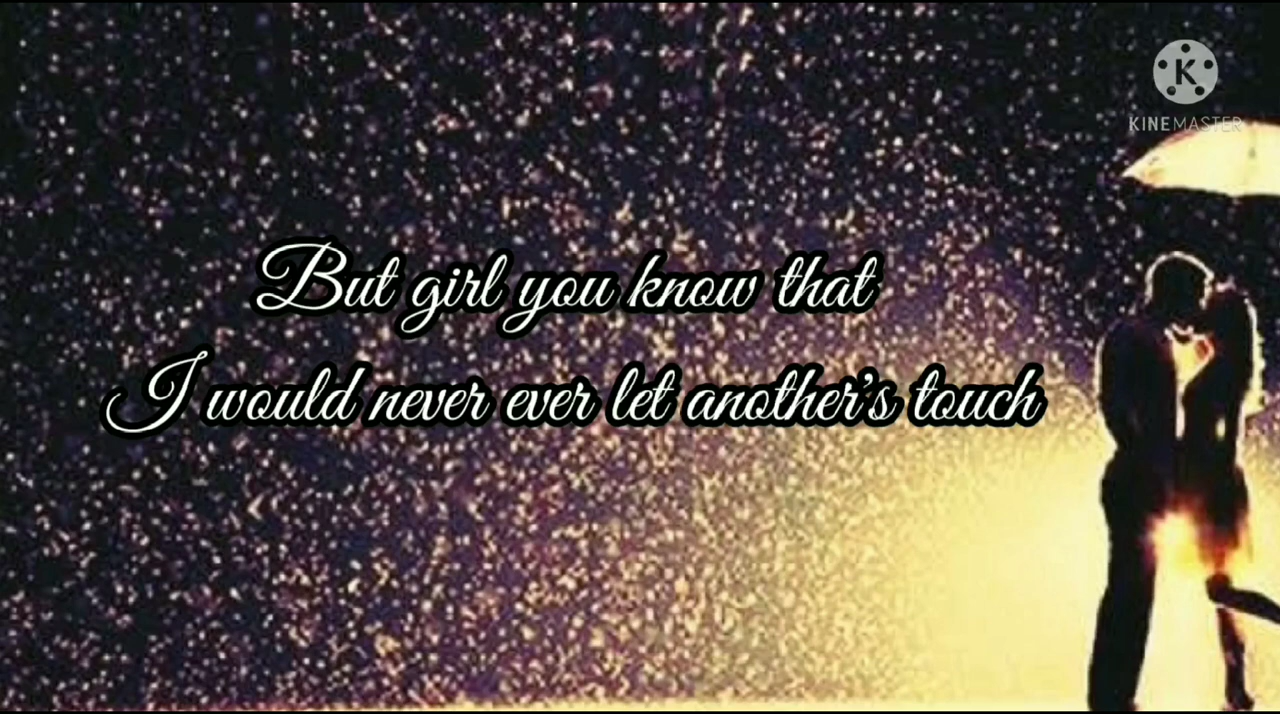 K
KINEMASTER
But girl you know that
I would never ever let another's touch